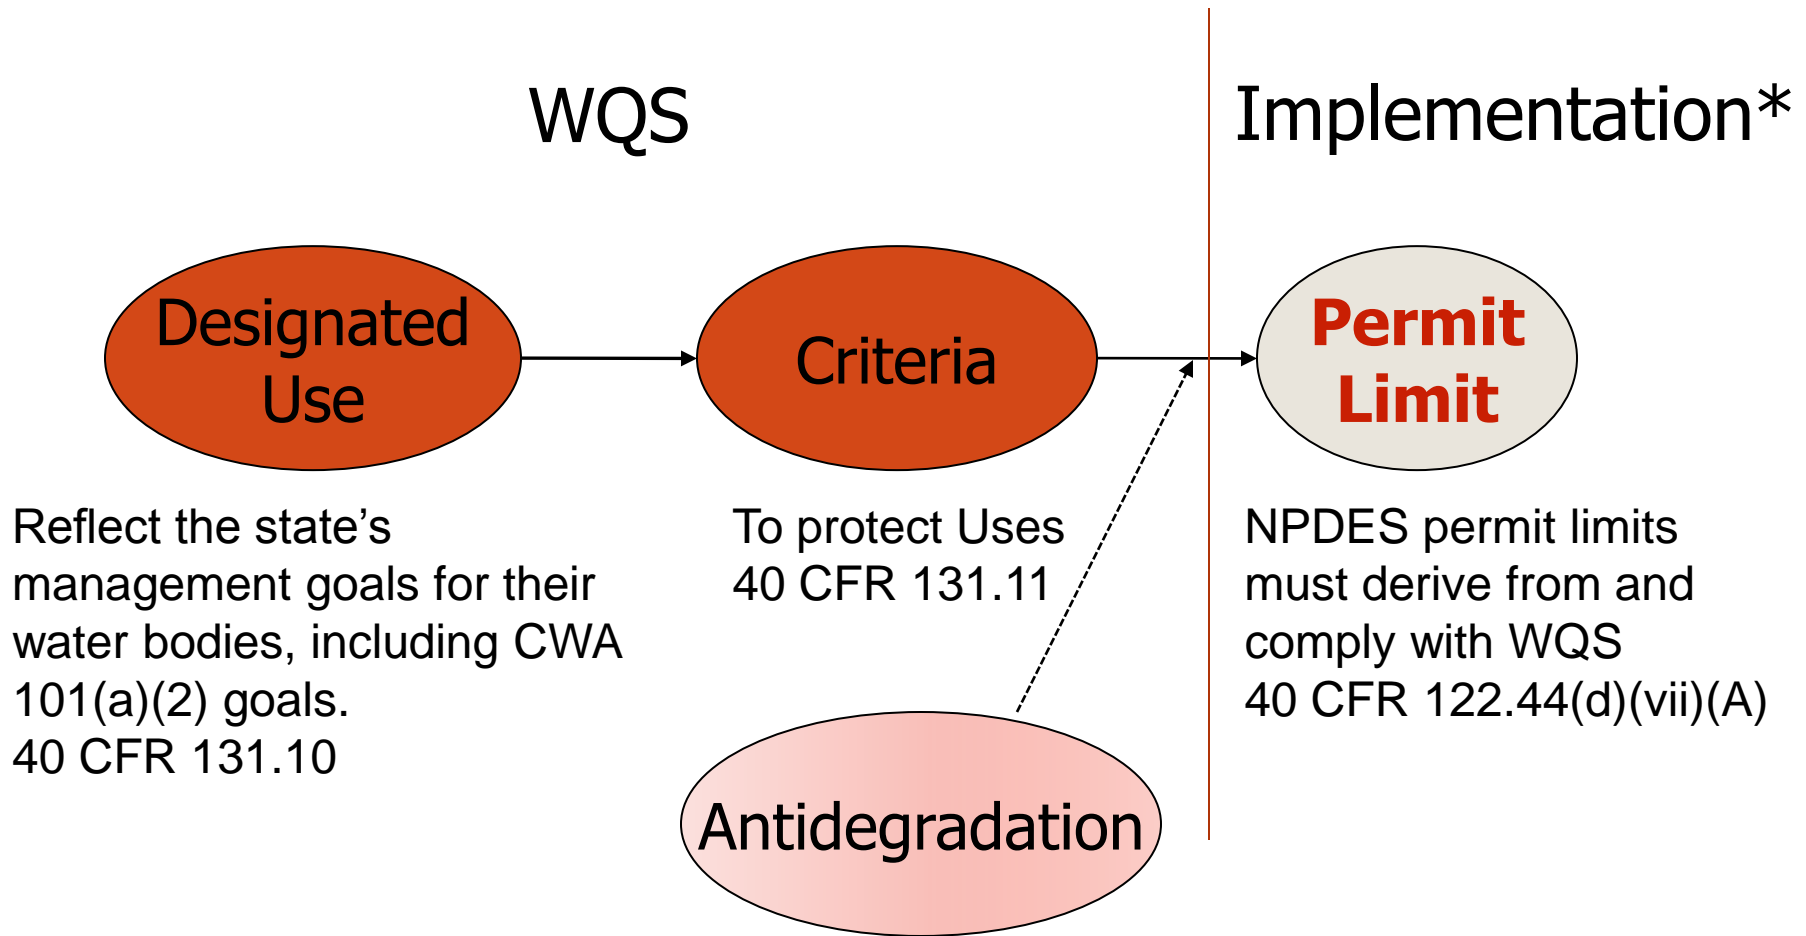 WQS
Implementation*
Designated
Use
Criteria
Permit
Limit
Reflect the state’s
management goals for their
water bodies, including CWA
101(a)(2) goals.
40 CFR 131.10
To protect Uses
40 CFR 131.11
NPDES permit limits
must derive from and
comply with WQS
40 CFR 122.44(d)(vii)(A)
Antidegradation